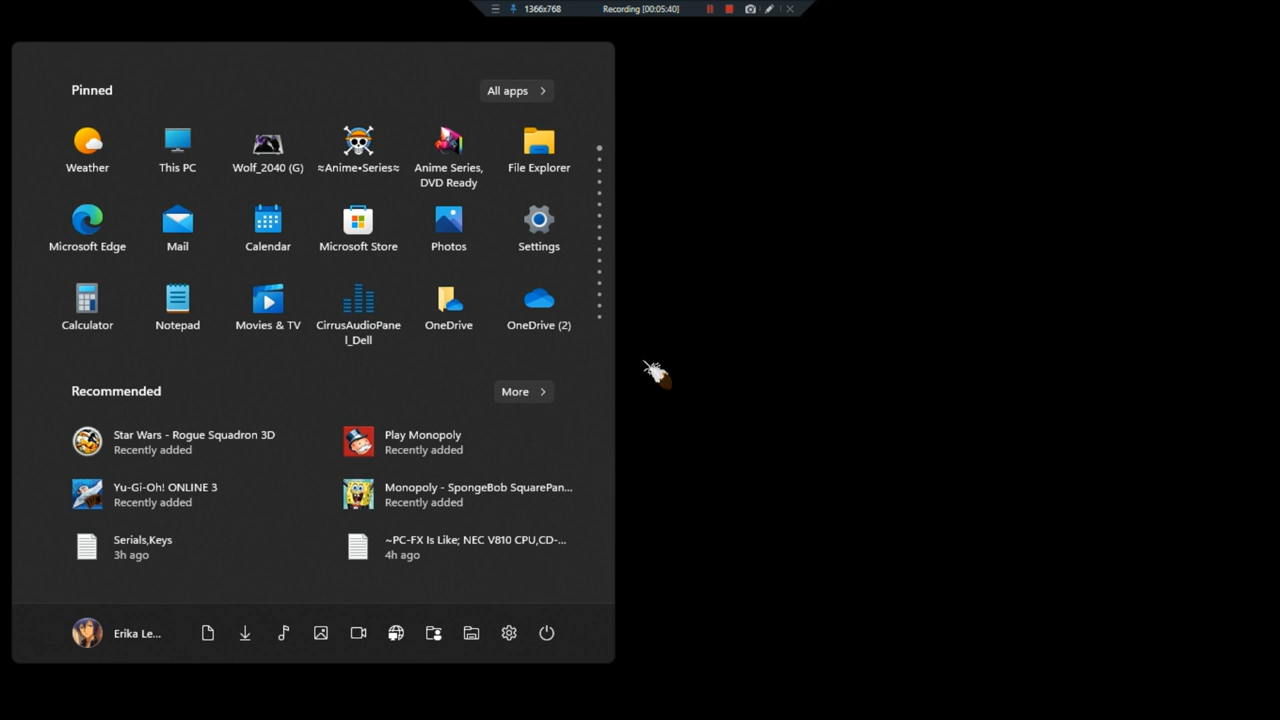 1366x768 Recording [00:05:40]
Pinned
All apps
Weather
This PC
Wolf_2040 (G)
≈Anime•Series≈
Anime Series,
DVD Ready
File Explorer
Microsoft Edge
Mail
Calendar
Microsoft Store
Photos
Settings
Calculator
Notepad
Movies & TV
CirrusAudioPane
l_Dell
OneDrive
OneDrive (2)
Recommended
More
Star Wars - Rogue Squadron 3D
Recently added
Play Monopoly
Recently added
Yu-Gi-Oh! ONLINE 3
Recently added
Monopoly - SpongeBob SquarePan...
Recently added
Serials,Keys
3h ago
~PC-FX Is Like; NEC V810 CPU,CD-...
4h ago
Erika Le...